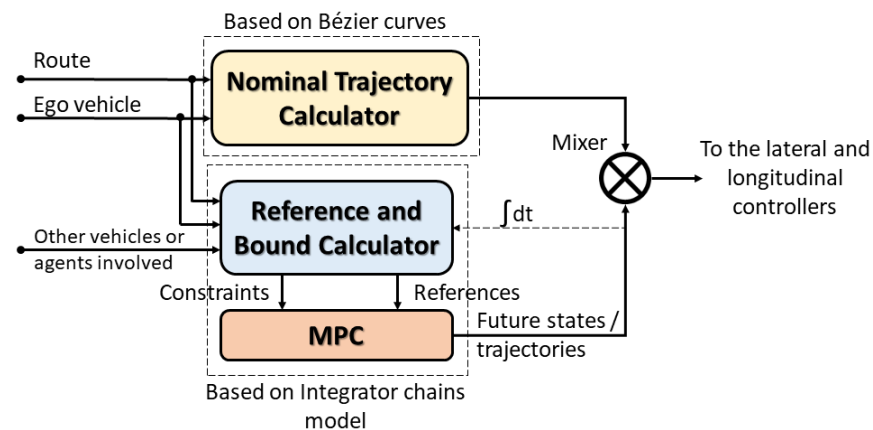 Based on Bézier curves
Route
Ego vehicle
Nominal Trajectory
Calculator
Mixer
To the lateral and
longitudinal
controllers
Other vehicles or
agents involved
Reference and
Bound Calculator
∫dt
Constraints
References
MPC
Future states /
trajectories
Based on Integrator chains
model